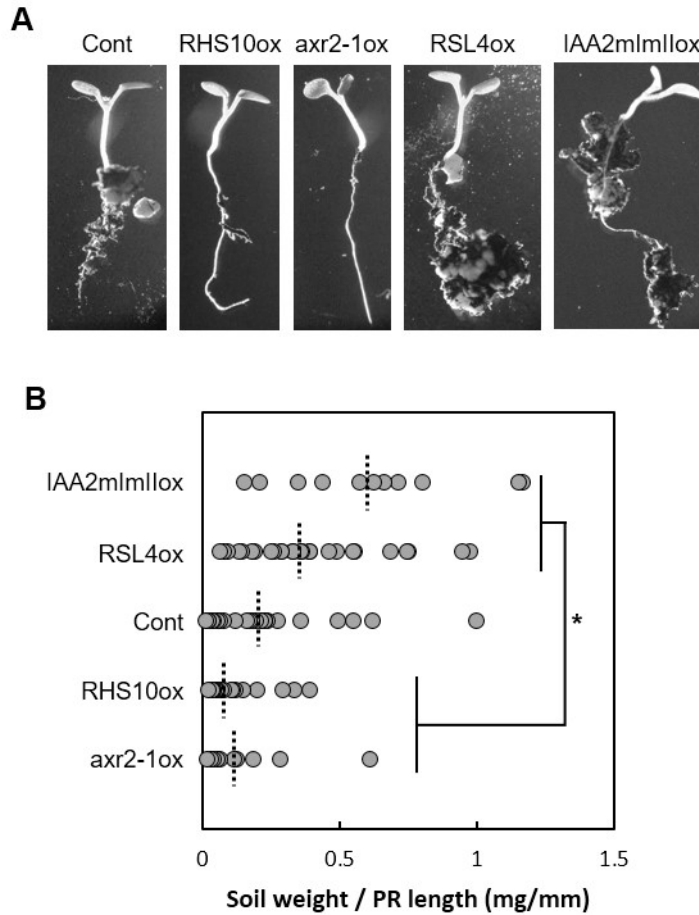 A
Cont RHS10ox axr2-1ox RSL4ox IAA2mImIIox
B
IAA2mImIIox
RSL4ox
Cont
RHS10ox
axr2-1ox
*
0 0.5 1 1.5
Soil weight / PR length (mg/mm)